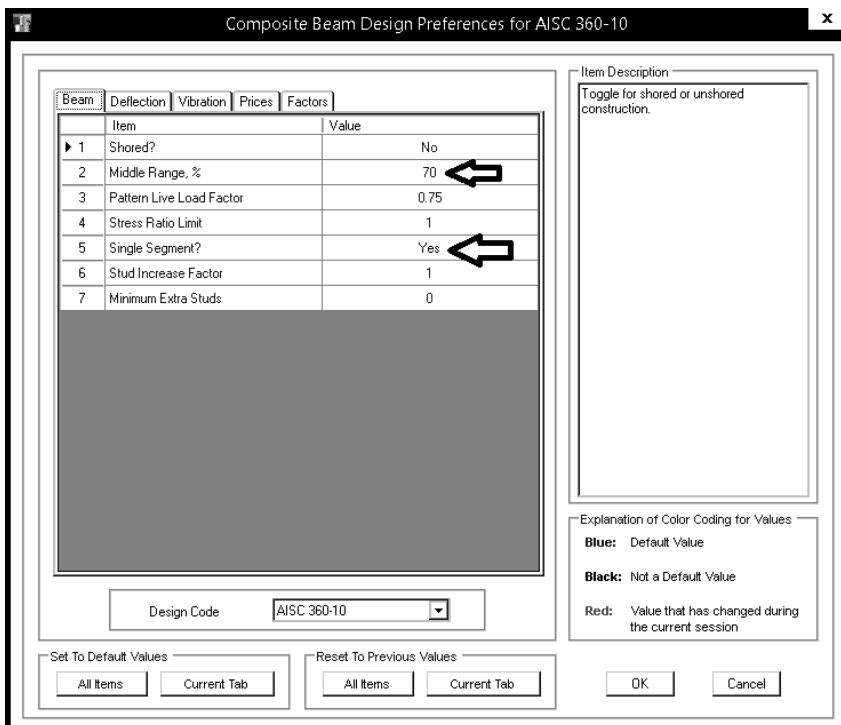 Composite Beam Design Preferences for AISC 360-10
x
Beam Deflection Vibration Prices Factors
Item Value
1 Shored? No
2 Middle Range, % 70
3 Pattern Live Load Factor 0.75
4 Stress Ratio Limit 1
5 Single Segment? Yes
6 Stud Increase Factor 1
7 Minimum Extra Studs 0
Design Code AISC 360-10
Set To Default Values
All Items Current Tab
Reset To Previous Values
All Items Current Tab
Item Description
Toggle for shored or unshored
construction.
Explanation of Color Coding for Values
Blue: Default Value
Black: Not a Default Value
Red: Value that has changed during
the current session
OK Cancel